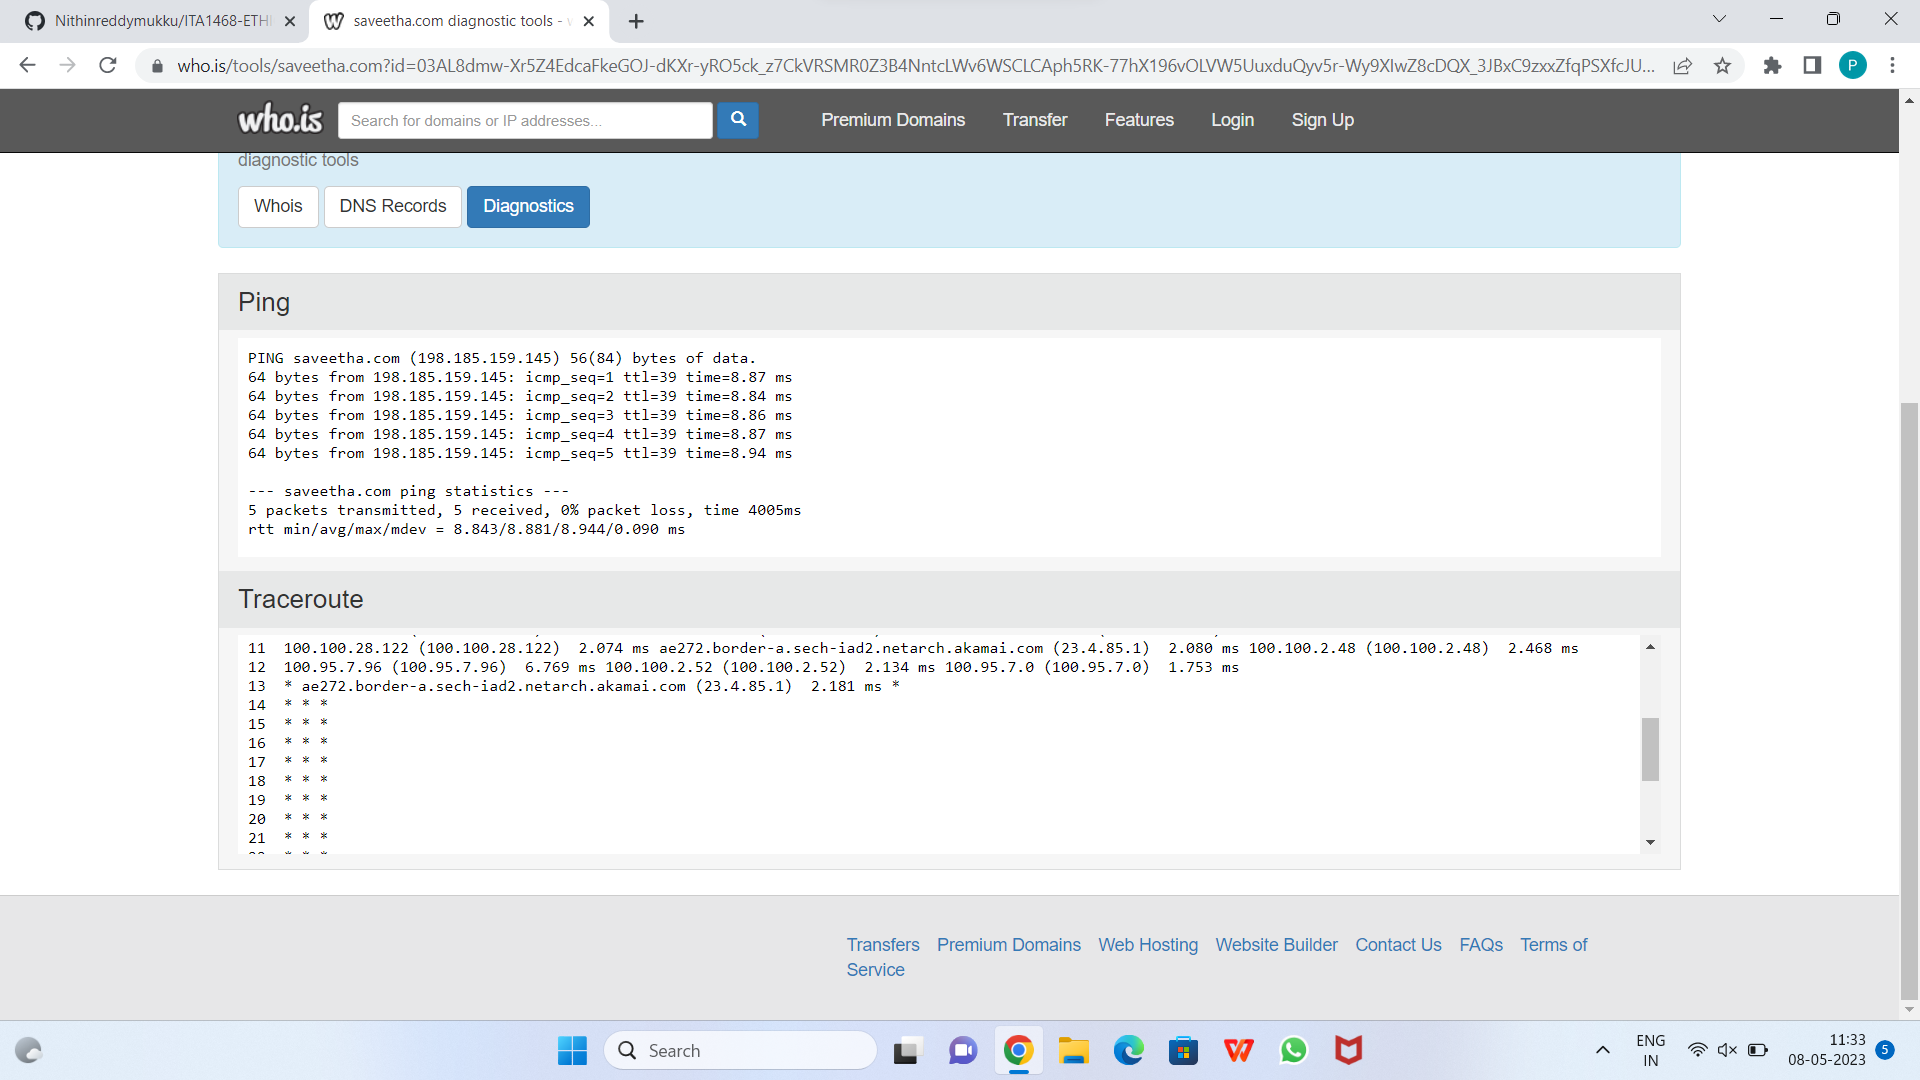 Nithinreddymukku/ITA1468-ETH
saveetha.com diagnostic tools - w
who.is/tools/saveetha.com?id=03AL8dmw-Xr5Z4EdcaFkeGOJ-dKXr-yRO5ck_z7CkVRSMR0Z3B4NntcLWv6WSCLCAph5RK-77hX196vOLVW5UuxduQyv5r-Wy9XIwZ8cDQX_3JBxC9zxxZfqPSXfcJU...
P
who.is
Search for domains or IP addresses...
Premium Domains
Transfer
Features
Login
Sign Up
diagnostic tools
Whois
DNS Records
Diagnostics
Ping
PING saveetha.com (198.185.159.145) 56(84) bytes of data.
64 bytes from 198.185.159.145: icmp_seq=1 ttl=39 time=8.87 ms
64 bytes from 198.185.159.145: icmp_seq=2 ttl=39 time=8.84 ms
64 bytes from 198.185.159.145: icmp_seq=3 ttl=39 time=8.86 ms
64 bytes from 198.185.159.145: icmp_seq=4 ttl=39 time=8.87 ms
64 bytes from 198.185.159.145: icmp_seq=5 ttl=39 time=8.94 ms
--- saveetha.com ping statistics ---
5 packets transmitted, 5 received, 0% packet loss, time 4005ms
rtt min/avg/max/mdev = 8.843/8.881/8.944/0.090 ms
Traceroute
11 100.100.28.122 (100.100.28.122) 2.074 ms ae272.border-a.sech-iad2.netarch.akamai.com (23.4.85.1) 2.080 ms 100.100.2.48 (100.100.2.48) 2.468 ms
12 100.95.7.96 (100.95.7.96) 6.769 ms 100.100.2.52 (100.100.2.52) 2.134 ms 100.95.7.0 (100.95.7.0) 1.753 ms
13 * ae272.border-a.sech-iad2.netarch.akamai.com (23.4.85.1) 2.181 ms *
14 * * *
15 * * *
16 * * *
17 * * *
18 * * *
19 * * *
20 * * *
21 * * *
Transfers Premium Domains Web Hosting Website Builder Contact Us FAQs Terms of
Service
Search
ENG
IN
11:33
08-05-2023
5